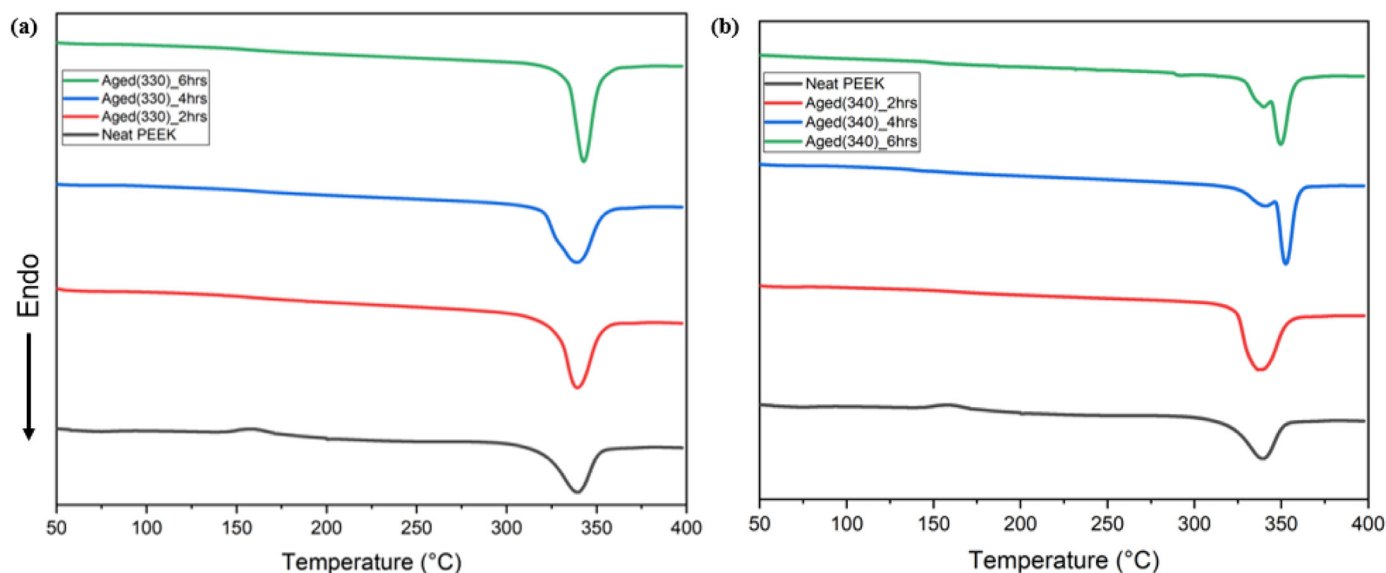 (a)
Aged(330)_6hrs
Aged(330)_4hrs
Aged(330)_2hrs
Neat PEEK
Endo
50 100 150 200 250 300 350 400
Temperature (°C)
(b)
Neat PEEK
Aged(340)_2hrs
Aged(340)_4hrs
Aged(340)_6hrs
50 100 150 200 250 300 350 400
Temperature (°C)